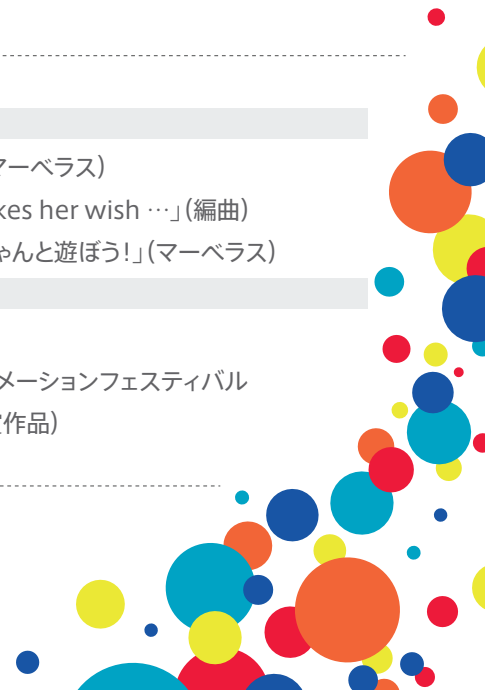 マーベラス)
kes her wish …」(編曲)
ゃんと遊ぼう!」(マーベラス)
メーションフェスティバル
作品)